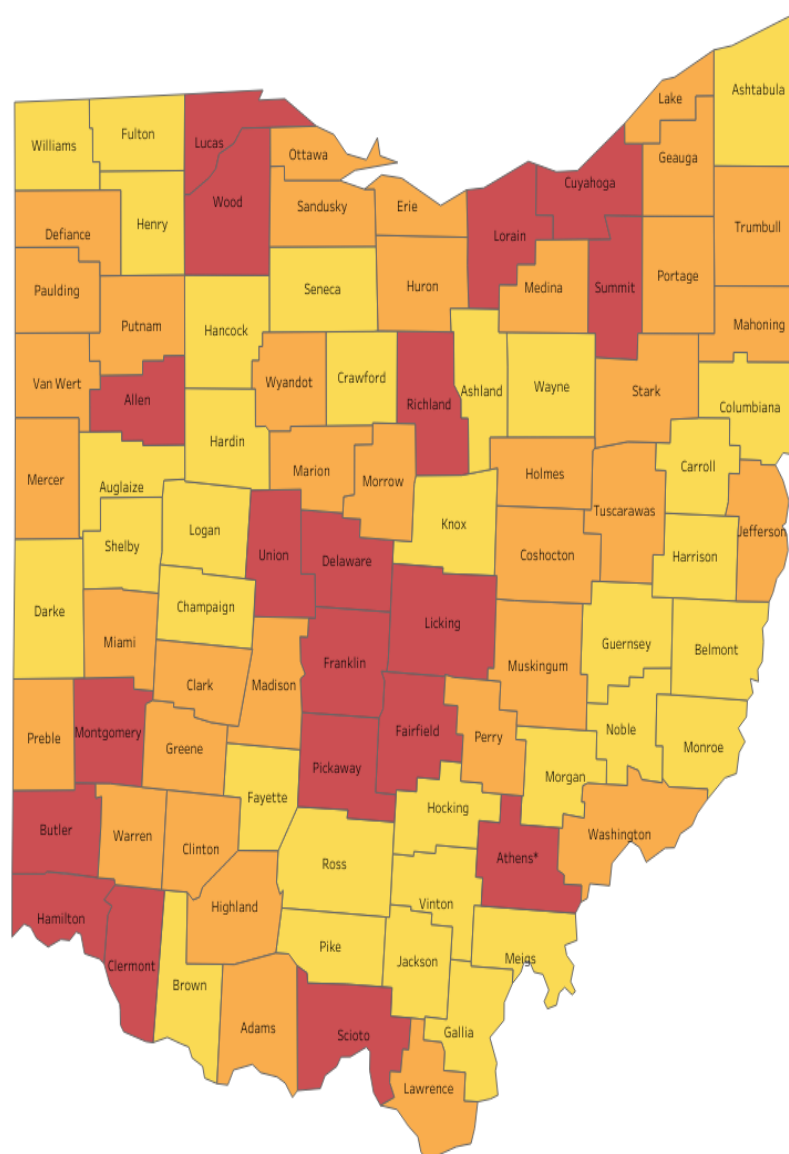 Ashtabula
Lake
Fulton
Williams
Lucas
Ottawa
Geauga
Cuyahoga
Wood
Sandusky
Erie
Henry
Trumbull
Defiance
Lorain
Portage
Seneca
Huron
Medina
Summit
Paulding
Putnam
Mahoning
Hancock
Van Wert
Wyandot
Crawford
Ashland
Wayne
Stark
Allen
Richland
Columbiana
Hardin
Carroll
Marion
Holmes
Mercer
Morrow
Auglaize
Tuscarawas
Knox
Logan
Jefferson
Shelby
Union
Delaware
Coshocton
Harrison
Champaign
Darke
Licking
Miami
Guernsey
Belmont
Franklin
Muskingum
Clark
Madison
Noble
Montgomery
Fairfield
Perry
Preble
Greene
Monroe
Pickaway
Morgan
Fayette
Hocking
Butler
Warren
Washington
Clinton
Athens*
Ross
Vinton
Highland
Hamilton
Pike
Meigs
Jackson
Clermont
Brown
Adams
Gallia
Scioto
Lawrence